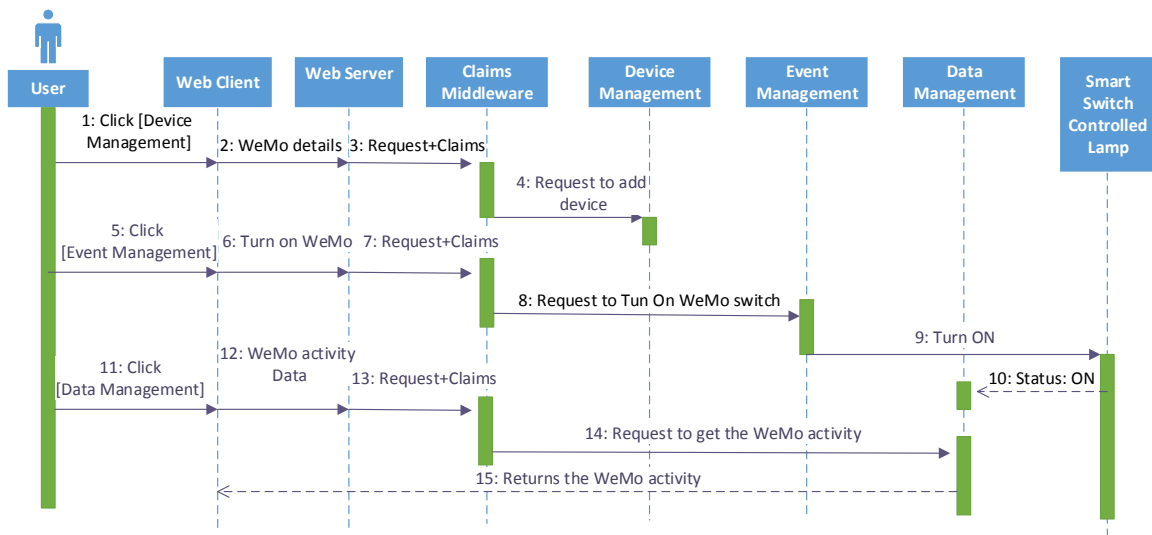 User
Web Client
Web Server
Claims
Middleware
Device
Management
Event
Management
Data
Management
Smart
Switch
Controlled
Lamp
1: Click [Device
Management]
2: WeMo details
3: Request+Claims
4: Request to add
device
5: Click
[Event Management]
6: Turn on WeMo
7: Request+Claims
8: Request to Tun On WeMo switch
9: Turn ON
10: Status: ON
11: Click
[Data Management]
12: WeMo activity
Data
13: Request+Claims
14: Request to get the WeMo activity
15: Returns the WeMo activity